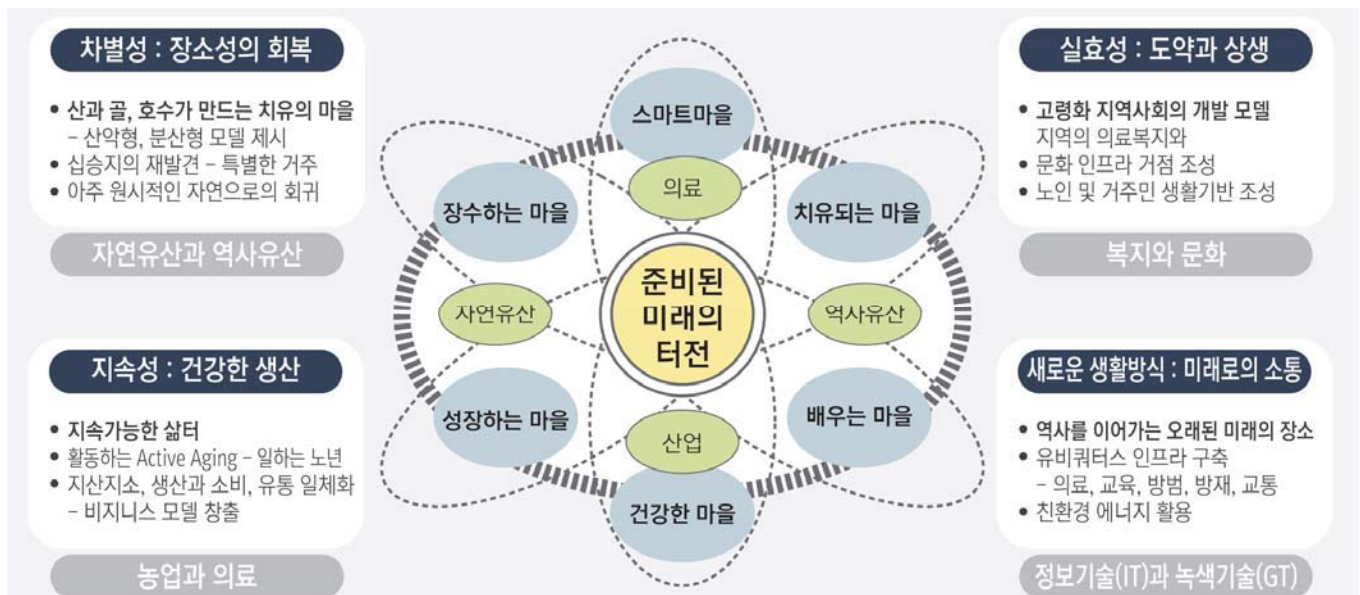 차별성 : 장소성의 회복
• 산과 골, 호수가 만드는 치유의 마을
– 산악형, 분산형 모델 제시
• 십승지의 재발견 – 특별한 거주
• 아주 원시적인 자연으로의 회귀
자연유산과 역사유산
지속성 : 건강한 생산
• 지속가능한 삶터
• 활동하는 Active Aging – 일하는 노년
• 지산지소, 생산과 소비, 유통 일체화
– 비지니스 모델 창출
농업과 의료
스마트마을
의료
장수하는 마을
치유되는 마을
준비된
미래의
터전
자연유산
역사유산
성장하는 마을
배우는 마을
산업
건강한 마을
실효성 : 도약과 상생
• 고령화 지역사회의 개발 모델
지역의 의료복지와
• 문화 인프라 거점 조성
• 노인 및 거주민 생활기반 조성
복지와 문화
새로운 생활방식 : 미래로의 소통
• 역사를 이어가는 오래된 미래의 장소
• 유비쿼터스 인프라 구축
– 의료, 교육, 방범, 방재, 교통
• 친환경 에너지 활용
정보기술(IT)과 녹색기술(GT)